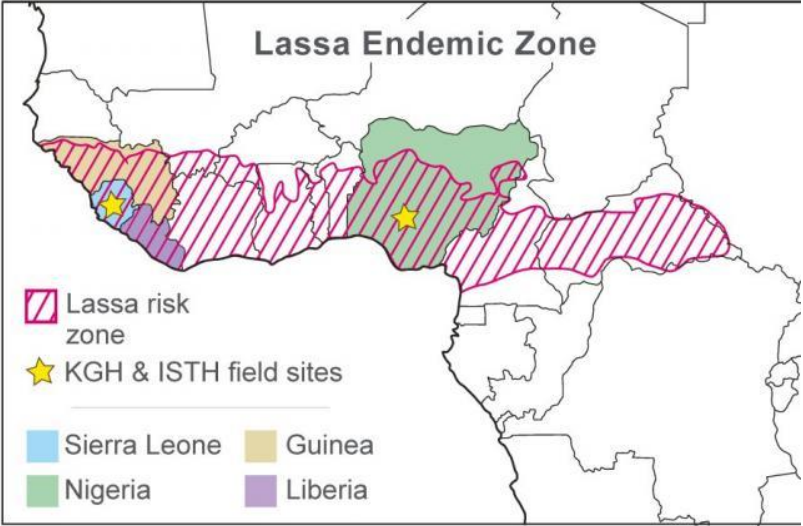 Lassa Endemic Zone
Lassa risk
zone
KGH & ISTH field sites
Sierra Leone
Guinea
Nigeria
Liberia